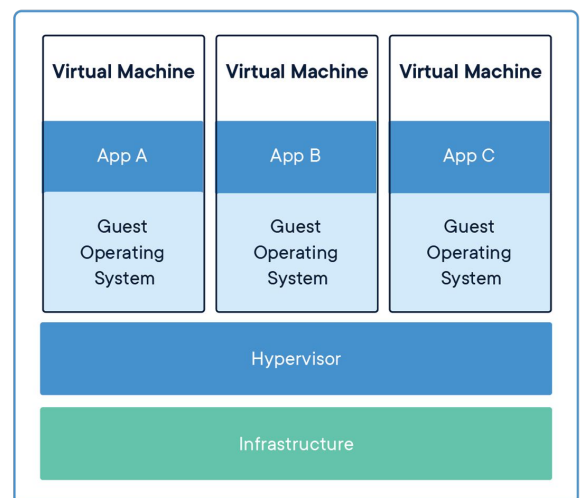 Virtual Machine Virtual Machine Virtual Machine
App A App B App C
Guest Guest Guest
Operating Operating Operating
System System System
Hypervisor
Infrastructure